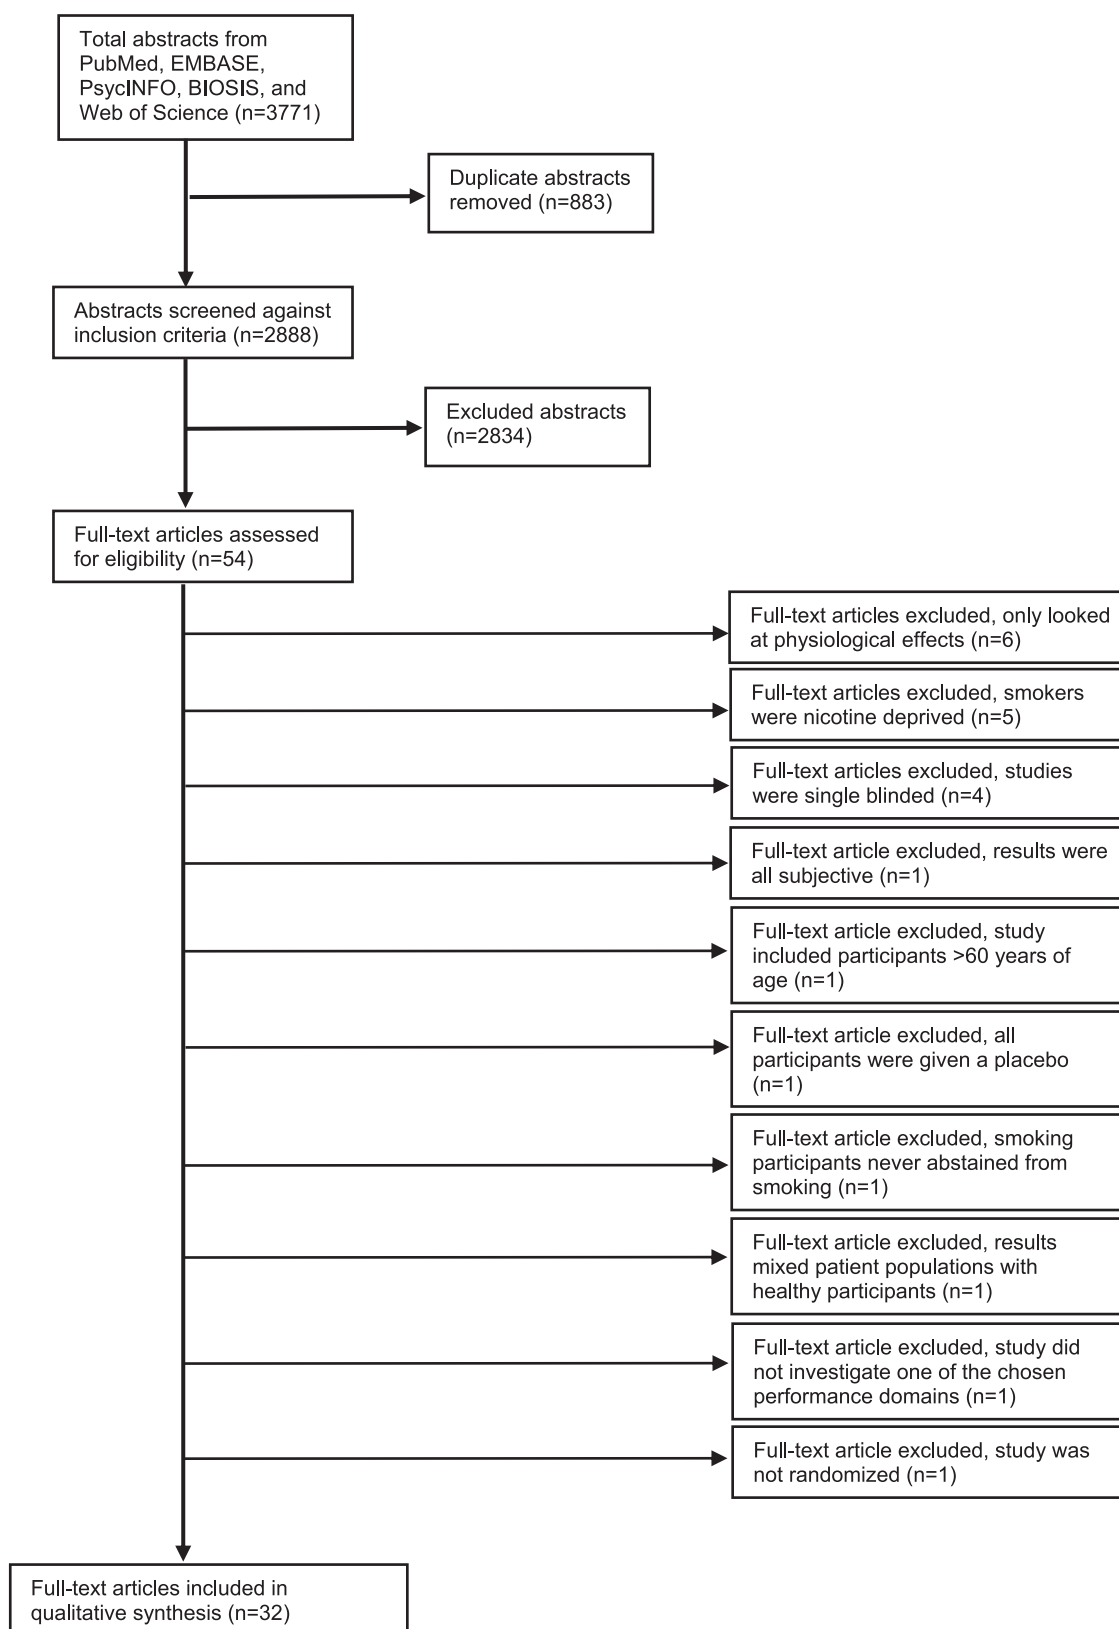 Total abstracts from
PubMed, EMBASE,
PsycINFO, BIOSIS, and
Web of Science (n=3771)
Duplicate abstracts
removed (n=883)
Abstracts screened against
inclusion criteria (n=2888)
Excluded abstracts
(n=2834)
Full-text articles assessed
for eligibility (n=54)
Full-text articles excluded, only looked
at physiological effects (n=6)
Full-text articles excluded, smokers
were nicotine deprived (n=5)
Full-text articles excluded, studies
were single blinded (n=4)
Full-text article excluded, results were
all subjective (n=1)
Full-text article excluded, study
included participants >60 years of
age (n=1)
Full-text article excluded, all
participants were given a placebo
(n=1)
Full-text article excluded, smoking
participants never abstained from
smoking (n=1)
Full-text article excluded, results
mixed patient populations with
healthy participants (n=1)
Full-text article excluded, study did
not investigate one of the chosen
performance domains (n=1)
Full-text article excluded, study was
not randomized (n=1)
Full-text articles included in
qualitative synthesis (n=32)